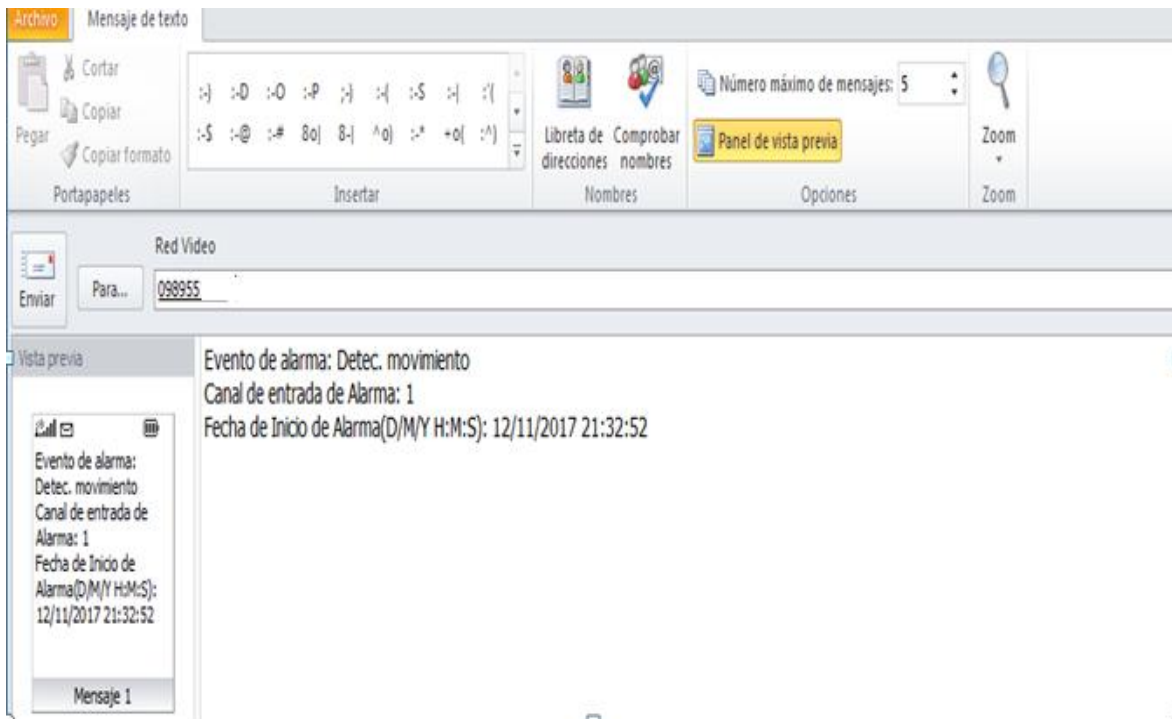 Archivo Mensaje de texto
Cortar
Copiar
Pegar
Copiar formato
Portapapeles
:-) :-D :-O :-P ;-) :-( :-S :-| :'(
:-$ :-@ :-# 8o| 8-| ^o) :-* +o( :^)
Insertar
Libreta de direcciones
Comprobar nombres
Nombres
Número máximo de mensajes: 5
Panel de vista previa
Opciones
Zoom
Zoom
Red Video
Enviar
Para...
098955
Vista previa
Evento de alarma:
Detec. movimiento
Canal de entrada de
Alarma: 1
Fecha de Inicio de
Alarma(D/M/Y H:M:S):
12/11/2017 21:32:52
Mensaje 1
Evento de alarma: Detec. movimiento
Canal de entrada de Alarma: 1
Fecha de Inicio de Alarma(D/M/Y H:M:S): 12/11/2017 21:32:52